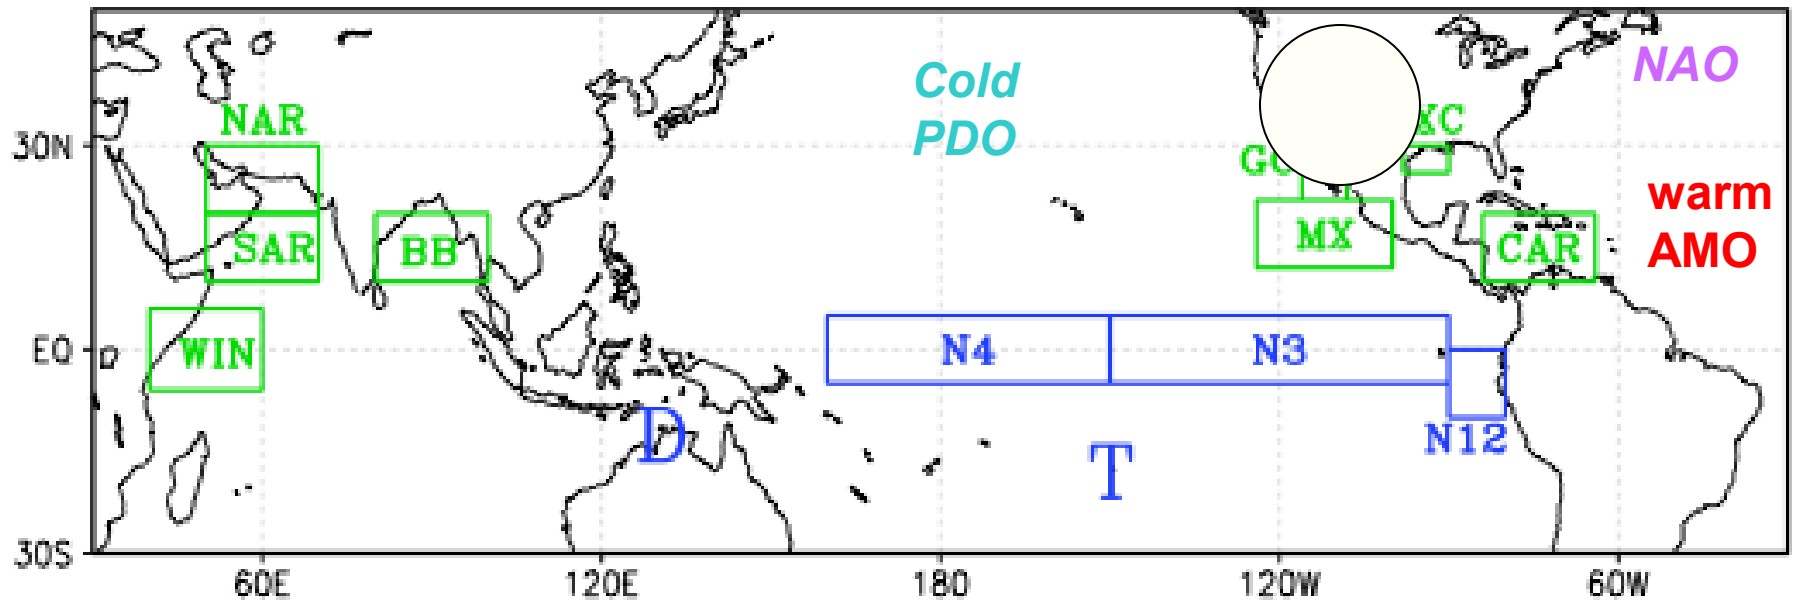 Cold
PDO
NAO
NAR
30N
warm
AMO
SAR
BB
MX
CAR
WIN
EQ
N4
N3
D
N12
T
30S
60E
120E
180
120W
60W